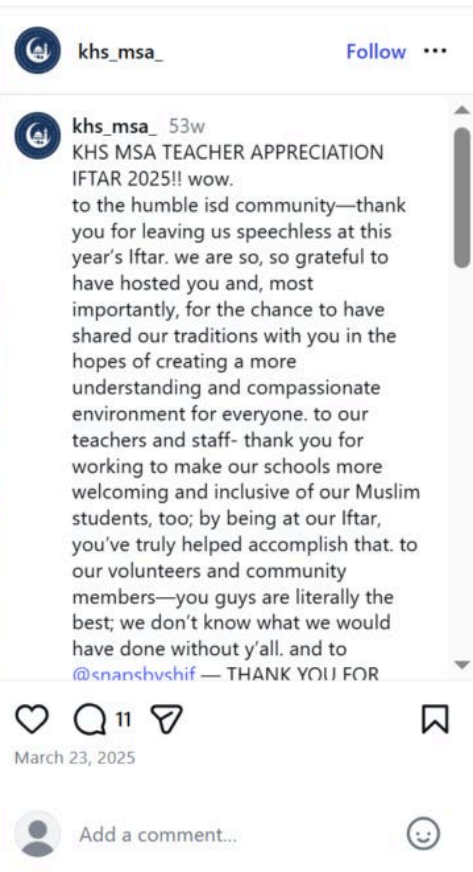 khs_msa_ Follow
khs_msa_ 53w
KHS MSA TEACHER APPRECIATION
IFTAR 2025!! wow.
to the humble isd community—thank
you for leaving us speechless at this
year's Iftar. we are so, so grateful to
have hosted you and, most
importantly, for the chance to have
shared our traditions with you in the
hopes of creating a more
understanding and compassionate
environment for everyone. to our
teachers and staff- thank you for
working to make our schools more
welcoming and inclusive of our Muslim
students, too; by being at our Iftar,
you've truly helped accomplish that. to
our volunteers and community
members—you guys are literally the
best; we don't know what we would
have done without y'all. and to
@snapsbyshif — THANK YOU FOR
11
March 23, 2025
Add a comment...